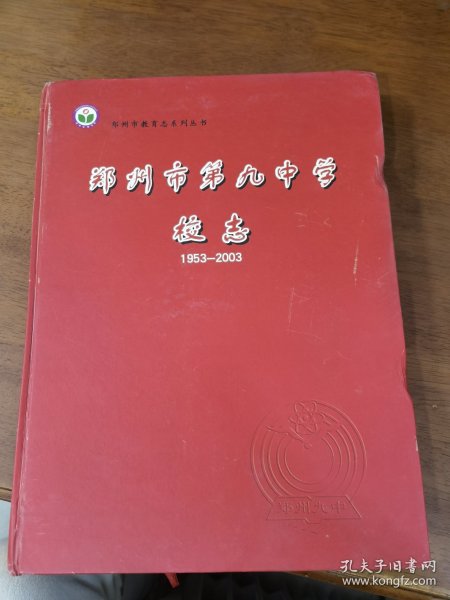 郑州市教育志系列丛书
郑州市第九中学
校志
1953—2003
郑州九中
孔夫子旧书网
www.kongfz.com